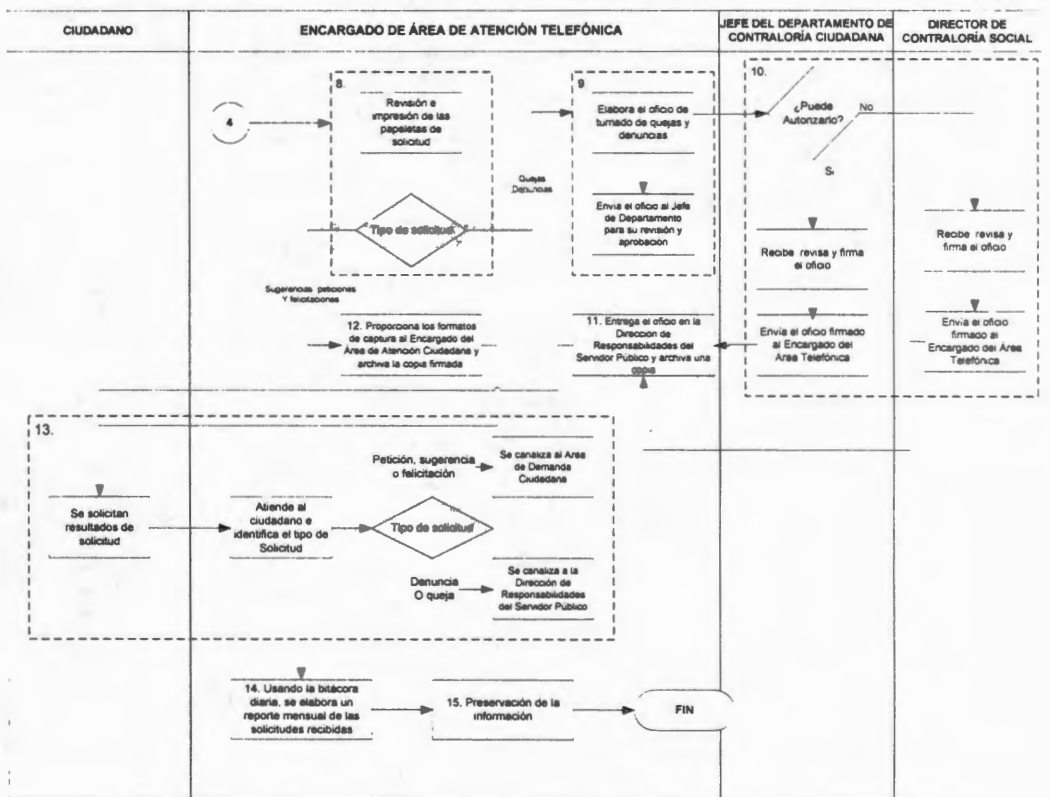 CIUDADANO
ENCARGADO DE ÁREA DE ATENCIÓN TELEFÓNICA
JEFE DEL DEPARTAMENTO DE
CONTRALORÍA CIUDADANA
DIRECTOR DE
CONTRALORÍA SOCIAL
4
8.
Revisión e
impresión de las
papeletas de
solicitud
Tipo de solicitud
Quejas
Denuncias
Sugerencias, peticiones
Y felicitaciones
9
Elabora el oficio de
turnado de quejas y
denuncias
Envía el oficio al Jefe
de Departamento
para su revisión y
aprobación
10.
¿Puede
Autorizarlo?
No
Si
Recibe revisa y firma
el oficio
Recibe revisa y
firma el oficio
Envía el oficio firmado
al Encargado del
Área Telefónica
Envía el oficio
firmado al
Encargado del Área
Telefónica
11. Entrega el oficio en la
Dirección de
Responsabilidades del
Servidor Público y archiva una
copia
12. Proporciona los formatos
de captura al Encargado del
Área de Atención Ciudadana y
archiva la copia firmada
13.
Se solicitan
resultados de
solicitud
Atiende al
ciudadano e
identifica el tipo de
Solicitud
Tipo de solicitud
Petición, sugerencia
o felicitación
Se canaliza al Area
de Demanda
Ciudadana
Denuncia
O queja
Se canaliza a la
Dirección de
Responsabilidades
del Servidor Público
14. Usando la bitácora
diaria, se elabora un
reporte mensual de las
solicitudes recibidas
15. Preservación de la
información
FIN